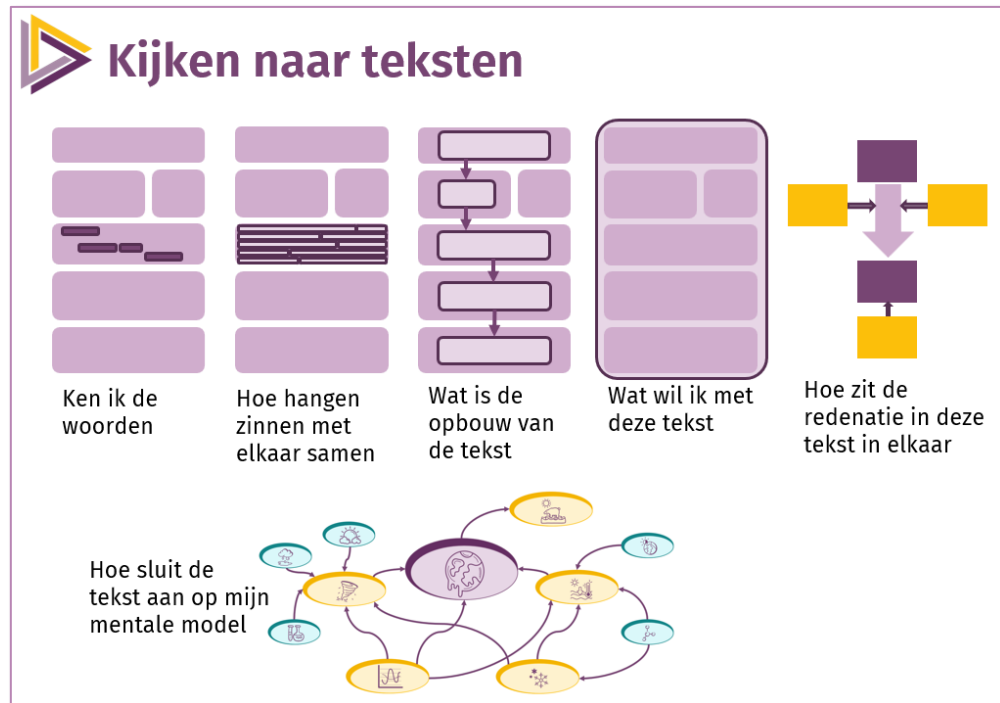 Kijken naar teksten
Ken ik de
woorden
Hoe hangen
zinnen met
elkaar samen
Wat is de
opbouw van
de tekst
Wat wil ik met
deze tekst
Hoe zit de
redenatie in deze
tekst in elkaar
Hoe sluit de
tekst aan op mijn
mentale model